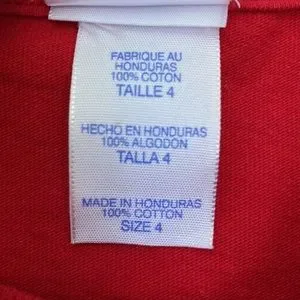 FABRIQUE AU
HONDURAS
100% COTON
TAILLE 4
HECHO EN HONDURAS
100% ALGODON
TALLA 4
MADE IN HONDURAS
100% COTTON
SIZE 4